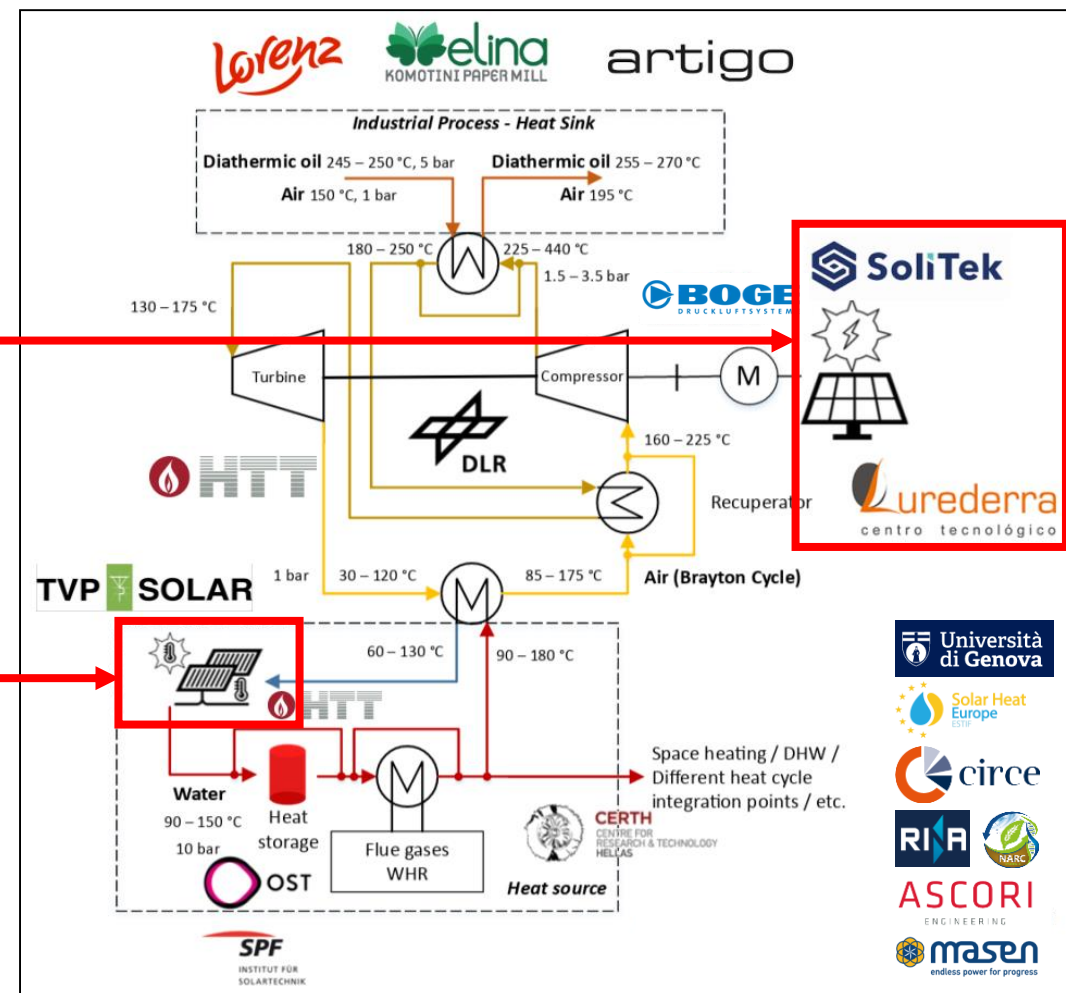 Lorenz
elina
KOMOTINI PAPER MILL
artigo
Industrial Process - Heat Sink
Diathermic oil 245 – 250 °C, 5 bar
Diathermic oil 255 – 270 °C
Air 150 °C, 1 bar
Air 195 °C
180 – 250 °C
225 – 440 °C
1.5 – 3.5 bar
130 – 175 °C
BOGE
DRUCKLUFTSYSTEM
SoliTek
Turbine
Compressor
M
DLR
160 – 225 °C
HTT
Recuperator
Lurederra
centro tecnológico
TVP SOLAR
1 bar
30 – 120 °C
85 – 175 °C
Air (Brayton Cycle)
60 – 130 °C
90 – 180 °C
HTT
Università
di Genova
Solar Heat
Europe
ESTIF
Water
90 – 150 °C
10 bar
Heat
storage
Flue gases
WHR
Space heating / DHW /
Different heat cycle
integration points / etc.
CERTH
CENTRE FOR
RESEARCH & TECHNOLOGY
HELLAS
circe
RINA
NARC
OST
Heat source
ASCORI
ENGINEERING
SPF
INSTITUT FÜR
SOLARTECHNIK
masen
endless power for progress